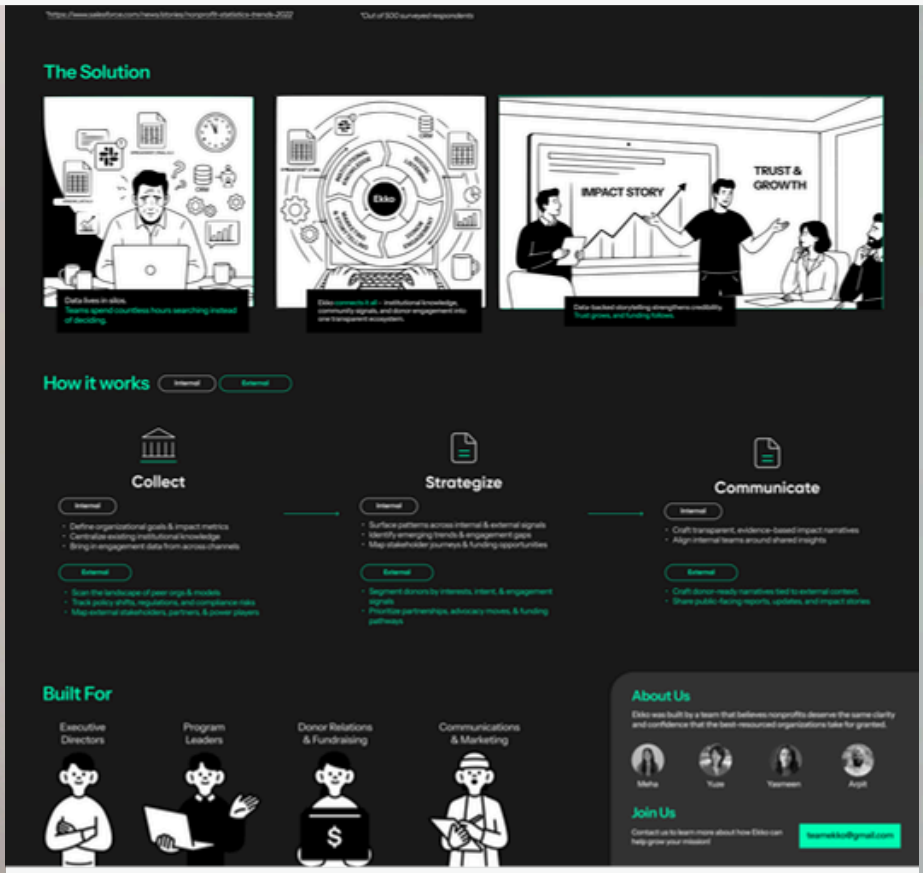 *https://www.salesforce.com/news/stories/nonprofit-statistics-trends-2022/
*Out of 300 surveyed respondents
The Solution
CRM
Data lives in silos.
Teams spend countless hours searching instead
of deciding.
CRM
INSTITUTIONAL
KNOWLEDGE
SOCIAL
LISTENING
DONOR
ENGAGEMENT
& STORYTELLING
Ekko
Ekko connects it all – institutional knowledge,
community signals, and donor engagement into
one transparent ecosystem.
IMPACT STORY
TRUST &
GROWTH
Data-backed storytelling strengthens credibility.
Trust grows, and funding follows.
How it works
Internal
External
Collect
Internal
• Define organizational goals & impact metrics
• Centralize existing institutional knowledge
• Bring in engagement data from across channels
External
• Scan the landscape of peer orgs & models
• Track policy shifts, regulations, and compliance risks
• Map external stakeholders, partners, & power players
Strategize
Internal
• Surface patterns across internal & external signals
• Identify emerging trends & engagement gaps
• Map stakeholder journeys & funding opportunities
External
• Segment donors by interests, intent, & engagement
signals
• Prioritize partnerships, advocacy moves, & funding
pathways
Communicate
Internal
• Craft transparent, evidence-based impact narratives
• Align internal teams around shared insights
External
• Craft donor-ready narratives tied to external context.
• Share public-facing reports, updates, and impact stories
Built For
Executive
Directors
Program
Leaders
Donor Relations
& Fundraising
$
Communications
& Marketing
About Us
Ekko was built by a team that believes nonprofits deserve the same clarity
and confidence that the best-resourced organizations take for granted.
Meha
Yuze
Yasmeen
Arpit
Join Us
Contact us to learn more about how Ekko can
help grow your mission!
teamekko@gmail.com